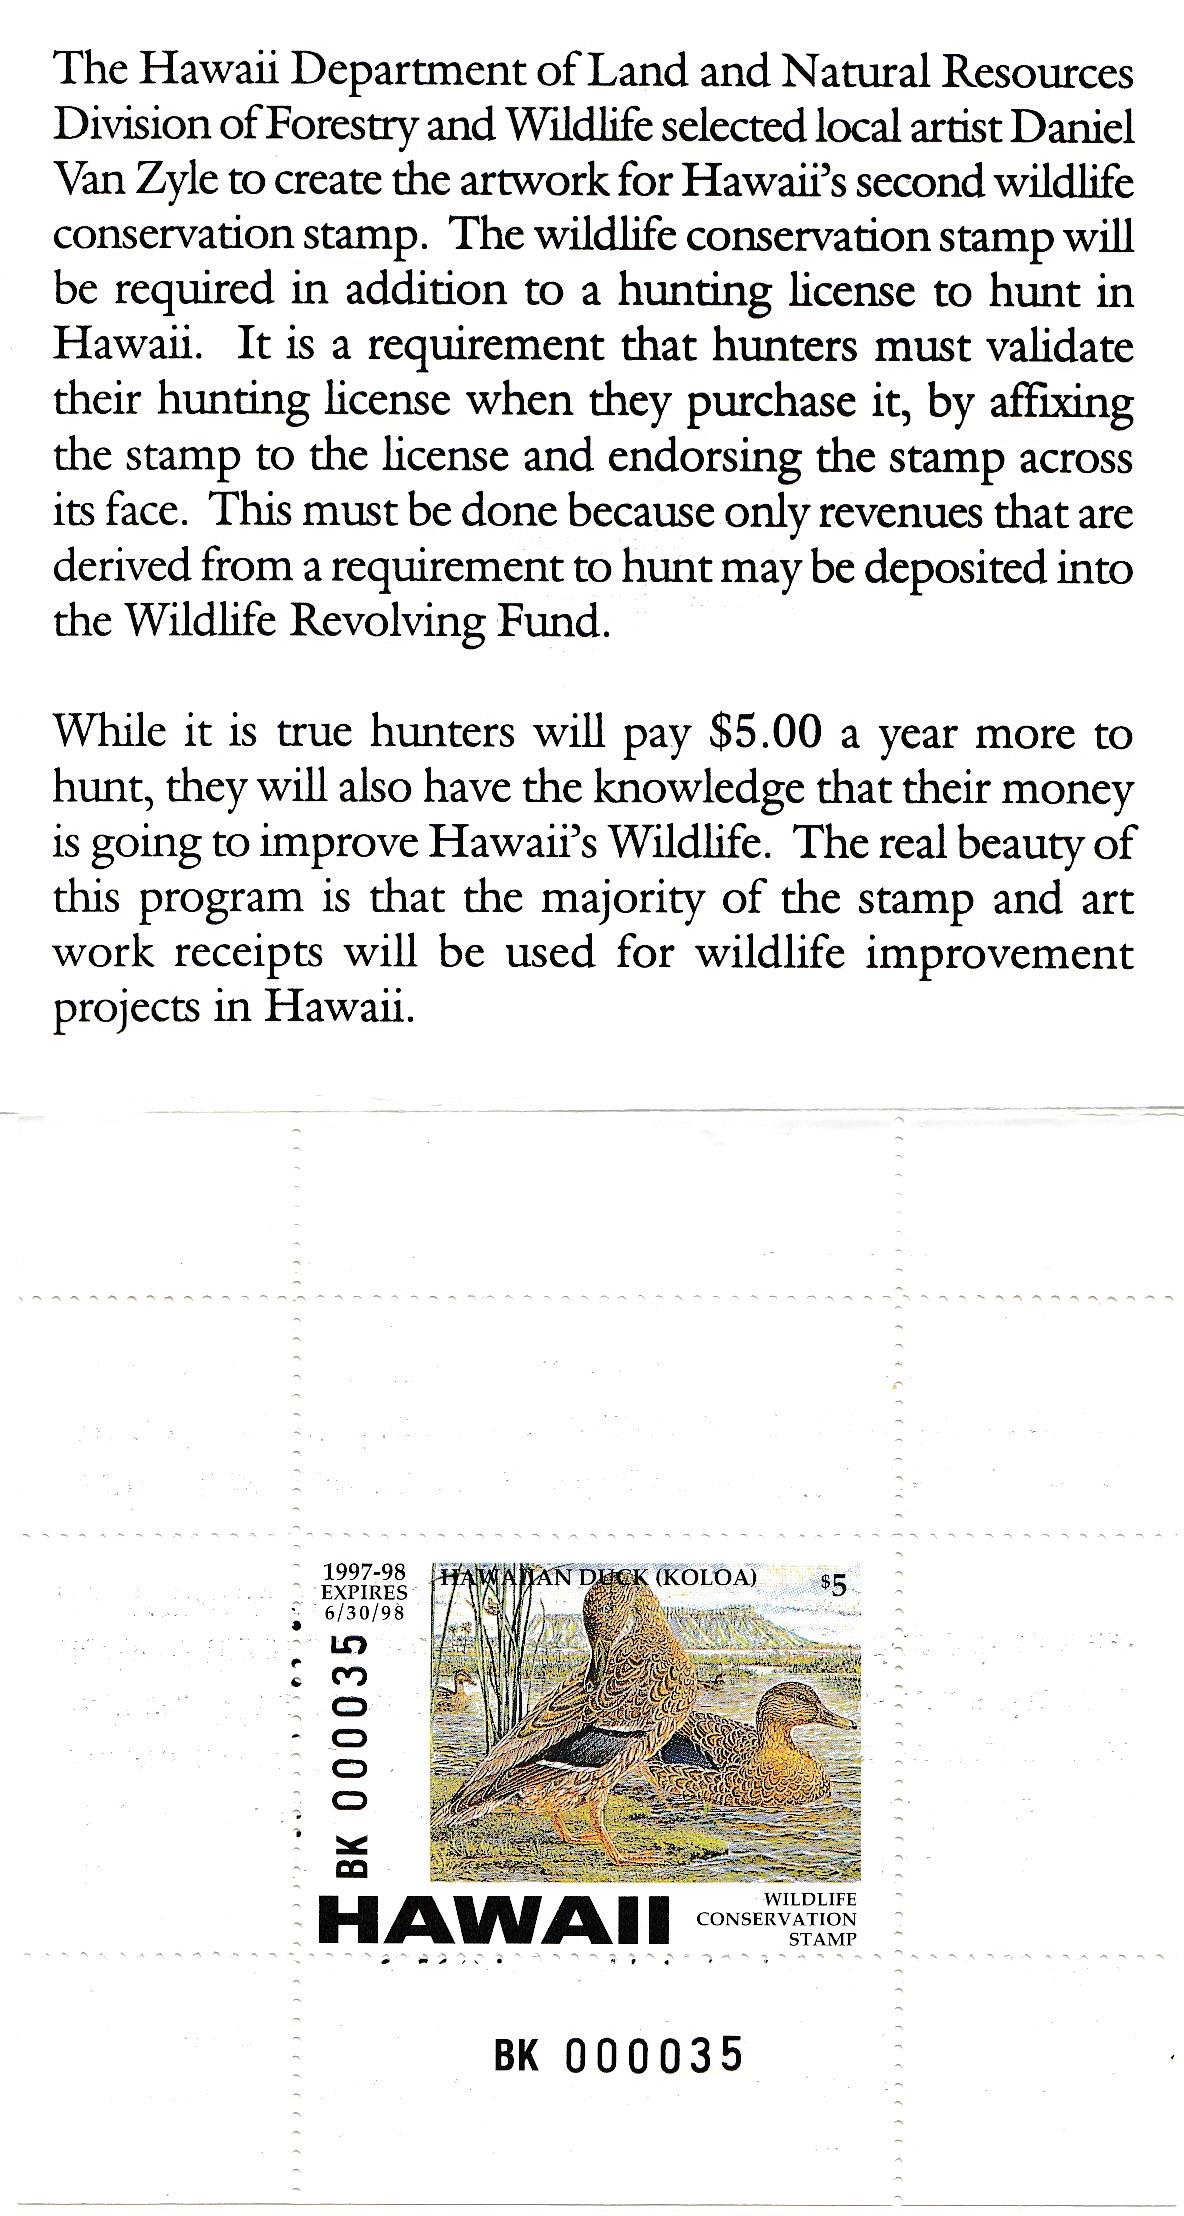 The Hawaii Department of Land and Natural Resources
Division of Forestry and Wildlife selected local artist Daniel
Van Zyle to create the artwork for Hawaii's second wildlife
conservation stamp. The wildlife conservation stamp will
be required in addition to a hunting license to hunt in
Hawaii. It is a requirement that hunters must validate
their hunting license when they purchase it, by affixing
the stamp to the license and endorsing the stamp across
its face. This must be done because only revenues that are
derived from a requirement to hunt may be deposited into
the Wildlife Revolving Fund.
While it is true hunters will pay $5.00 a year more to
hunt, they will also have the knowledge that their money
is going to improve Hawaii's Wildlife. The real beauty of
this program is that the majority of the stamp and art
work receipts will be used for wildlife improvement
projects in Hawaii.
1997-98
EXPIRES
6/30/98
HAWAIIAN DUCK (KOLOA)
$5
BK 000035
HAWAII
WILDLIFE
CONSERVATION
STAMP
BK 000035